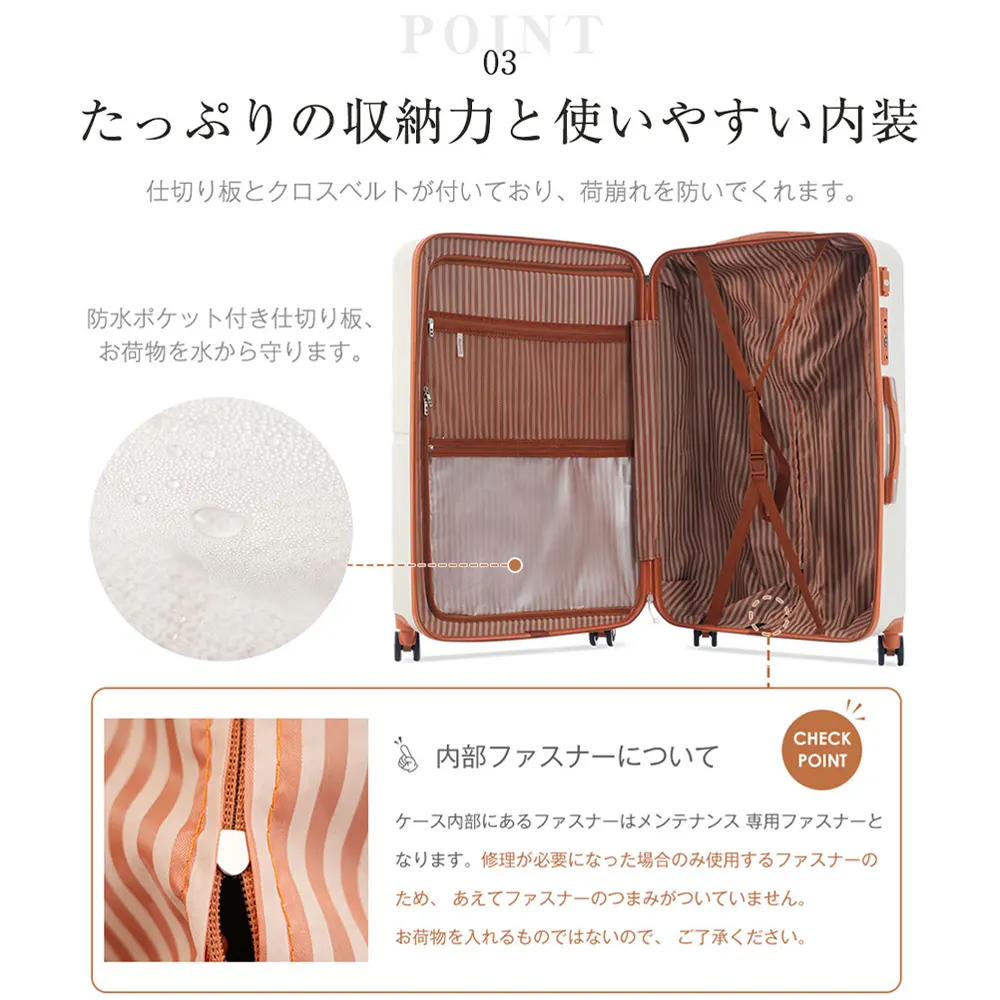 POINT
03
たっぷりの収納力と使いやすい内装
仕切り板とクロスベルトが付いており、荷崩れを防いでくれます。
防水ポケット付き仕切り板、
お荷物を水から守ります。
内部ファスナーについて
CHECK
POINT
ケース内部にあるファスナーはメンテナンス 専用ファスナーと
なります。修理が必要になった場合のみ使用するファスナーの
ため、 あえてファスナーのつまみがついていません。
お荷物を入れるものではないので、 ご了承ください。